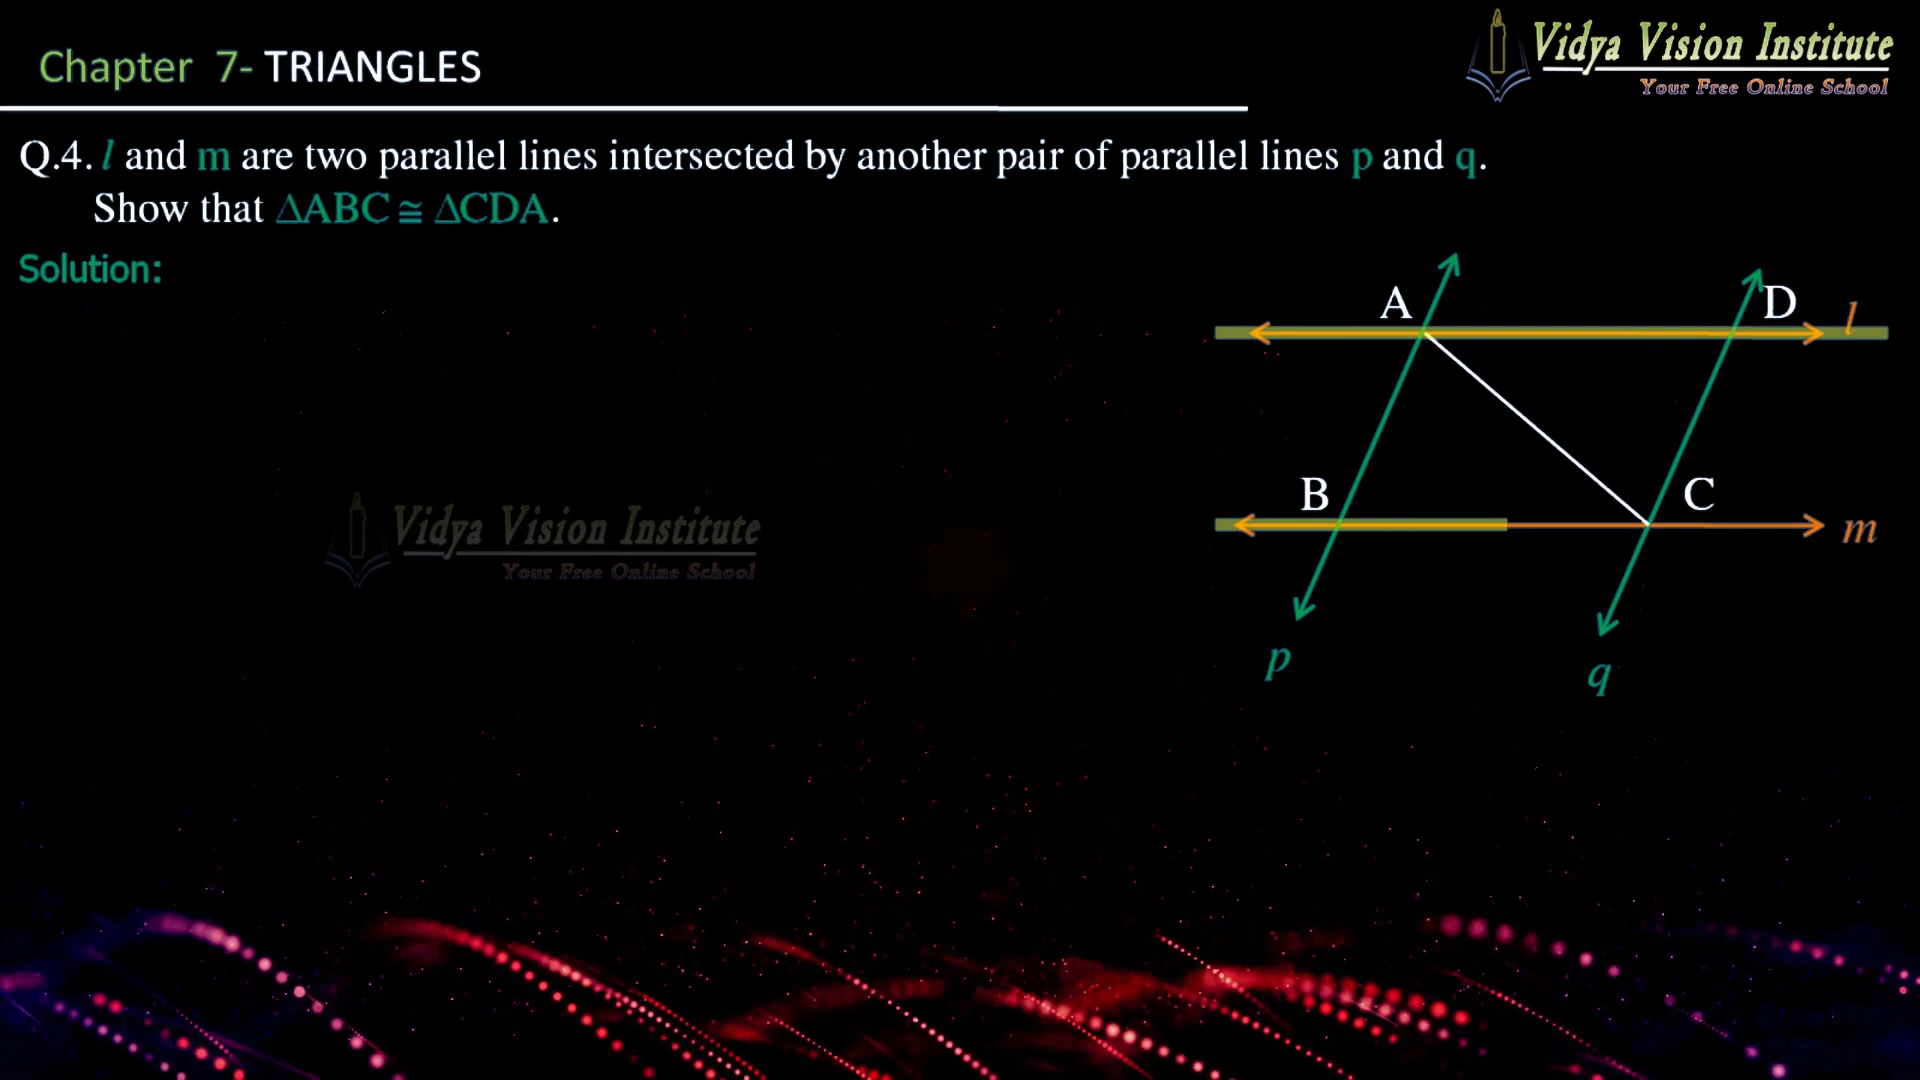 Chapter 7- TRIANGLES
Vidya Vision Institute
Your Free Online School
Q.4. l and m are two parallel lines intersected by another pair of parallel lines p and q.
Show that ΔABC ≅ ΔCDA.
Solution:
A
D
l
B
C
m
p
q
Vidya Vision Institute
Your Free Online School